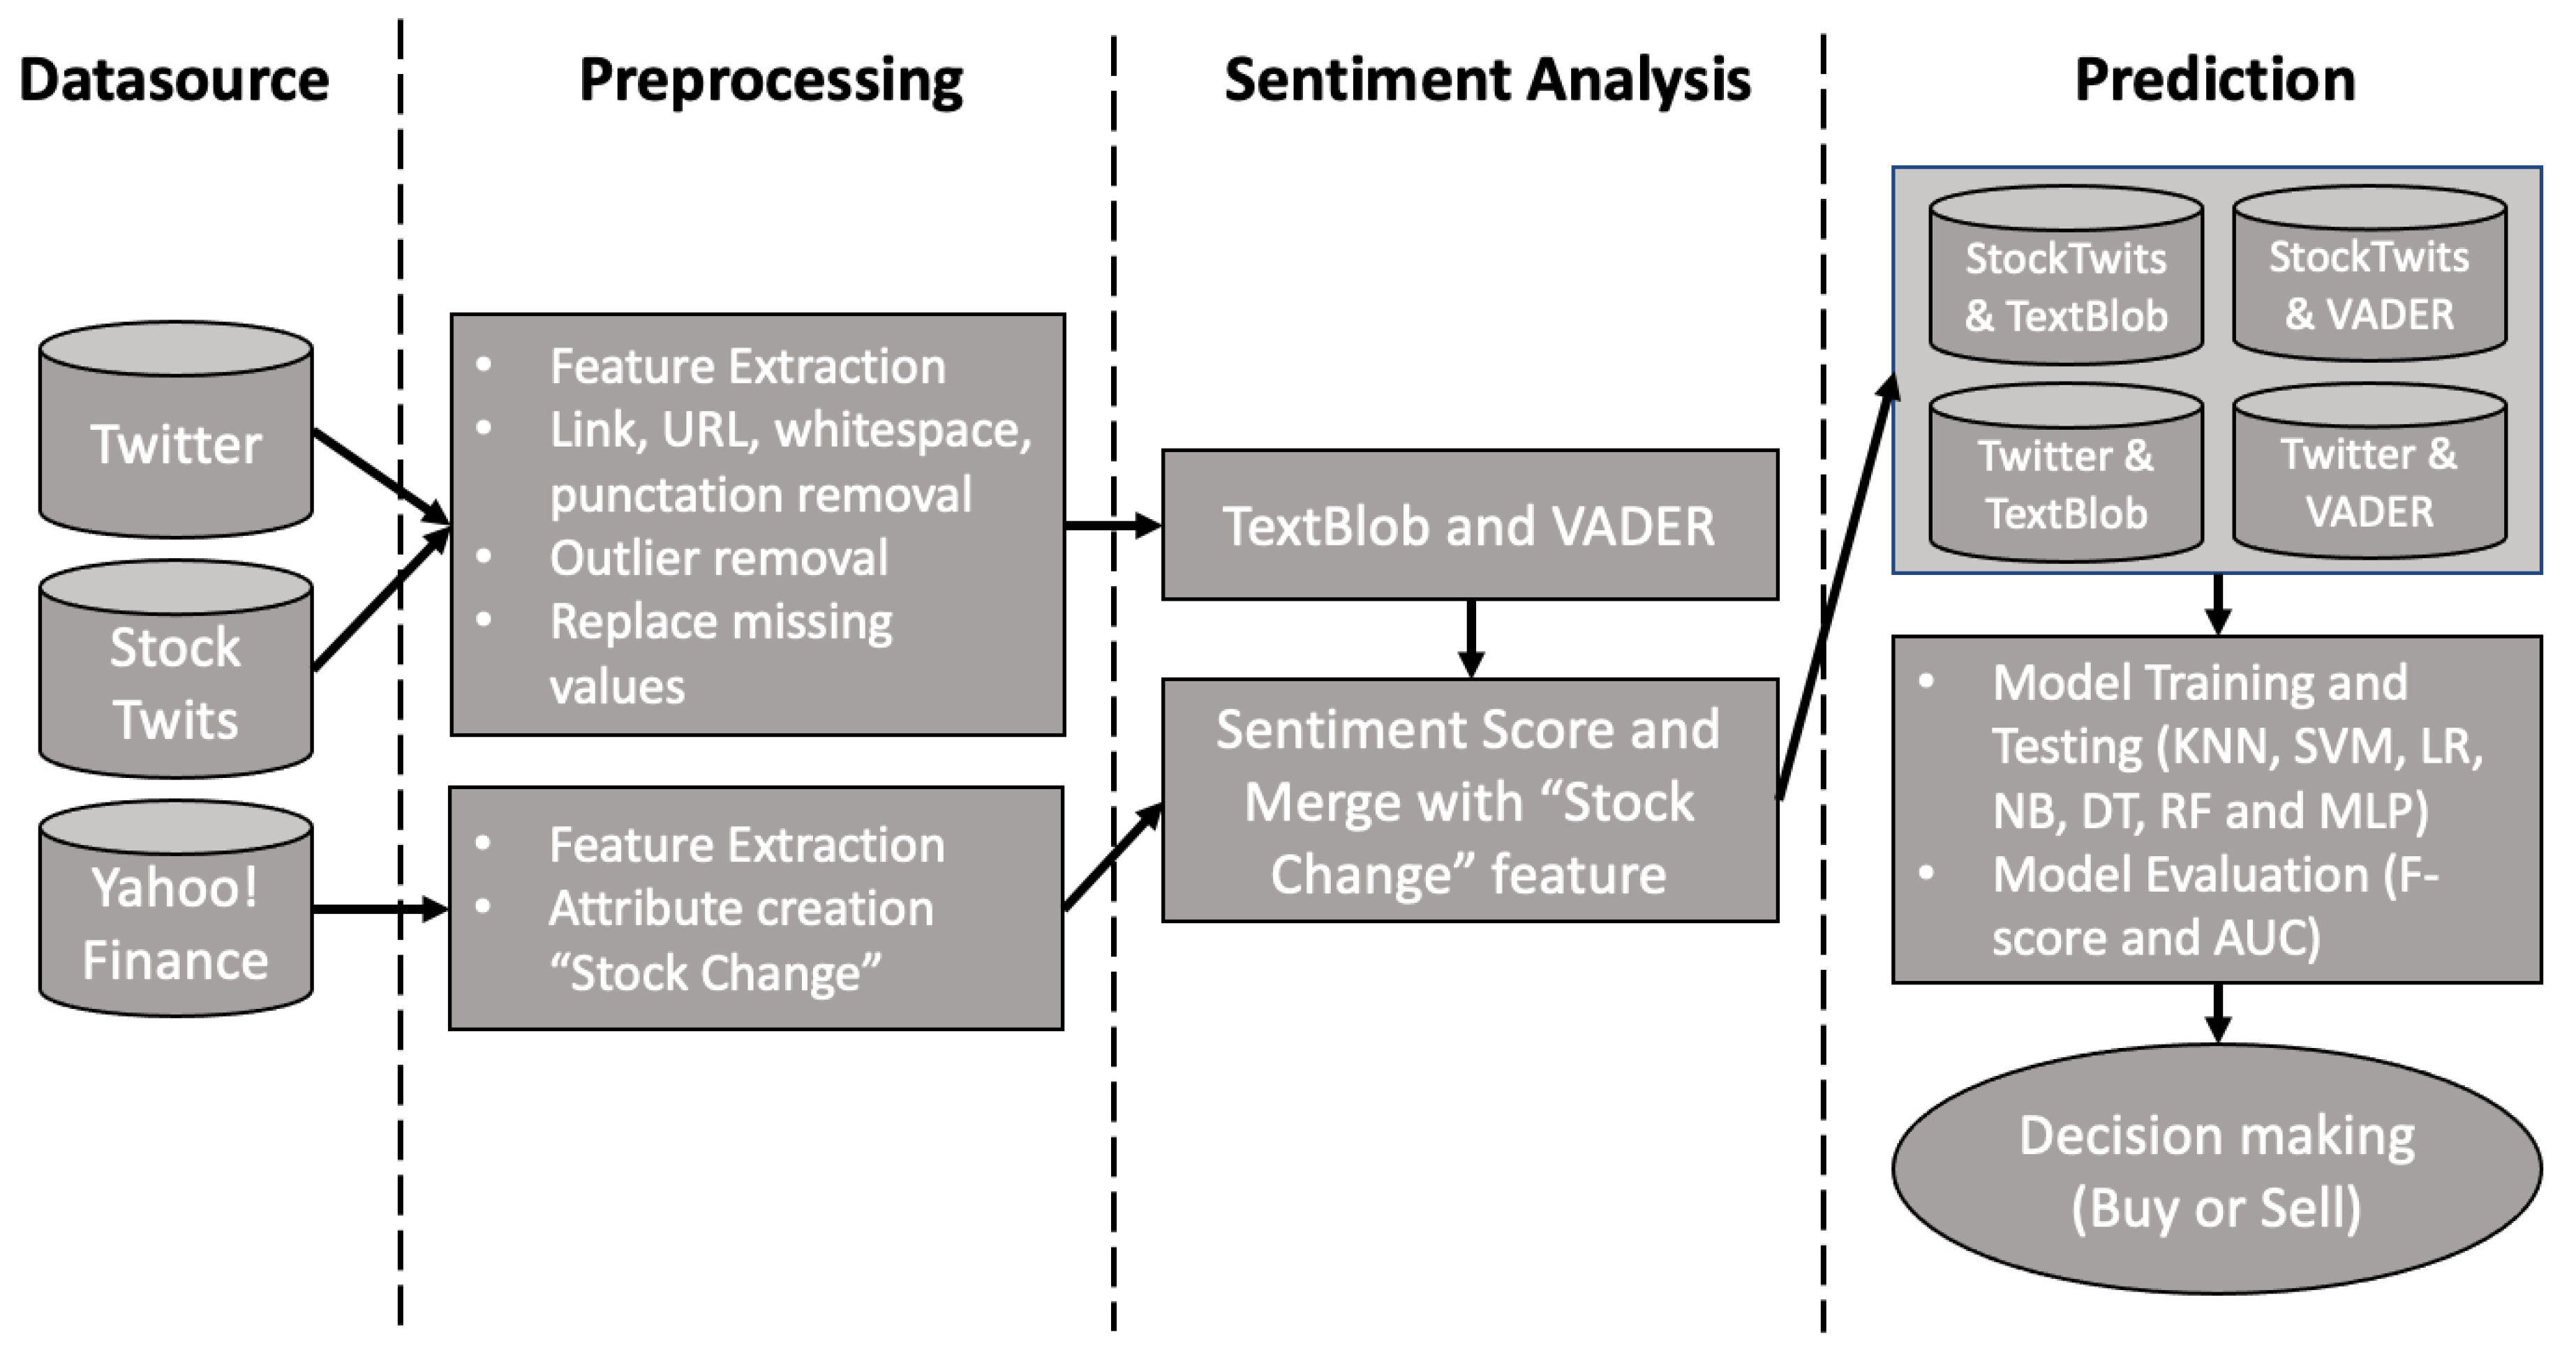 Datasource
Preprocessing
Sentiment Analysis
Prediction
Twitter
Stock
Twits
Yahoo!
Finance
• Feature Extraction
• Link, URL, whitespace,
punctation removal
• Outlier removal
• Replace missing
values
• Feature Extraction
• Attribute creation
“Stock Change”
TextBlob and VADER
Sentiment Score and
Merge with “Stock
Change” feature
StockTwits
& TextBlob
StockTwits
& VADER
Twitter &
TextBlob
Twitter &
VADER
• Model Training and
Testing (KNN, SVM, LR,
NB, DT, RF and MLP)
• Model Evaluation (F-
score and AUC)
Decision making
(Buy or Sell)